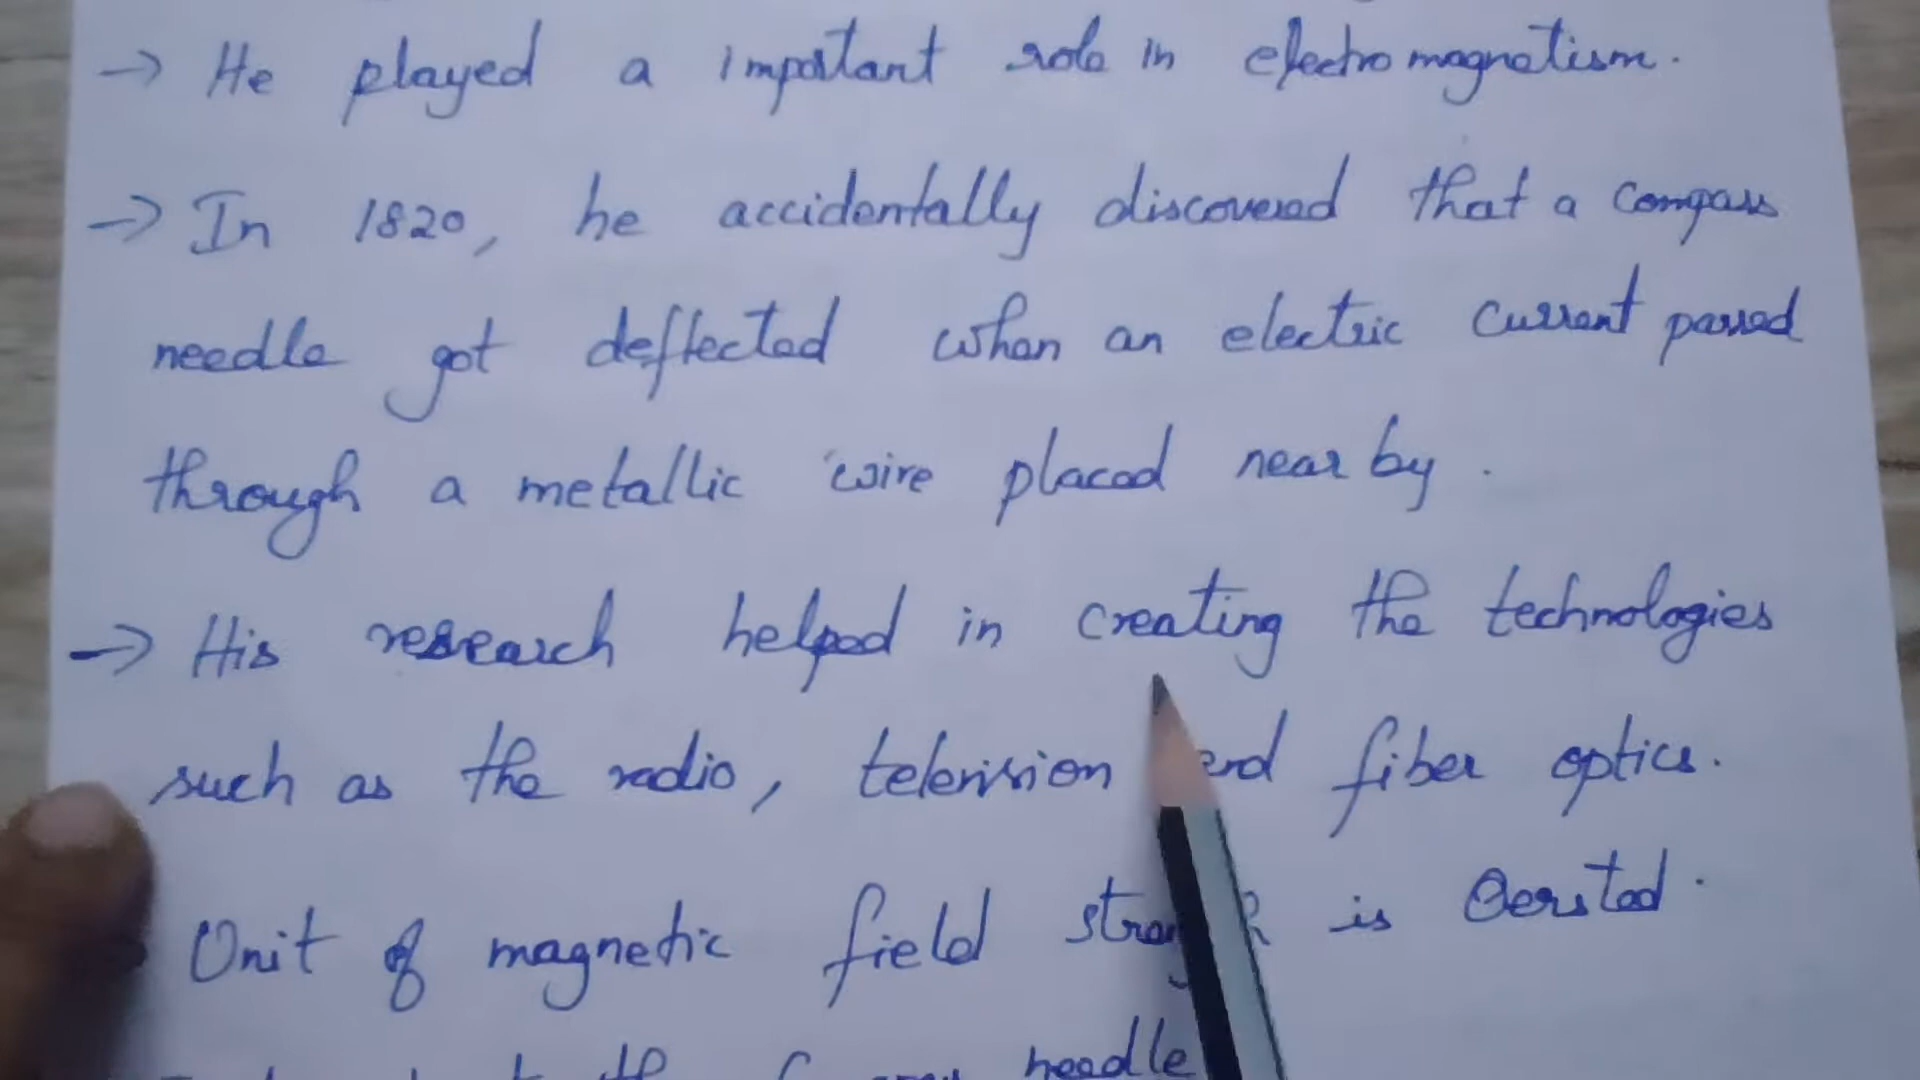 → He played a important role in electromagnetism.
→ In 1820, he accidentally discovered that a compass
needle got deflected when an electric current passed
through a metallic wire placed near by.
→ His research helped in creating the technologies
such as the radio, television and fiber optics.
Unit of magnetic field is Oersted.
needle